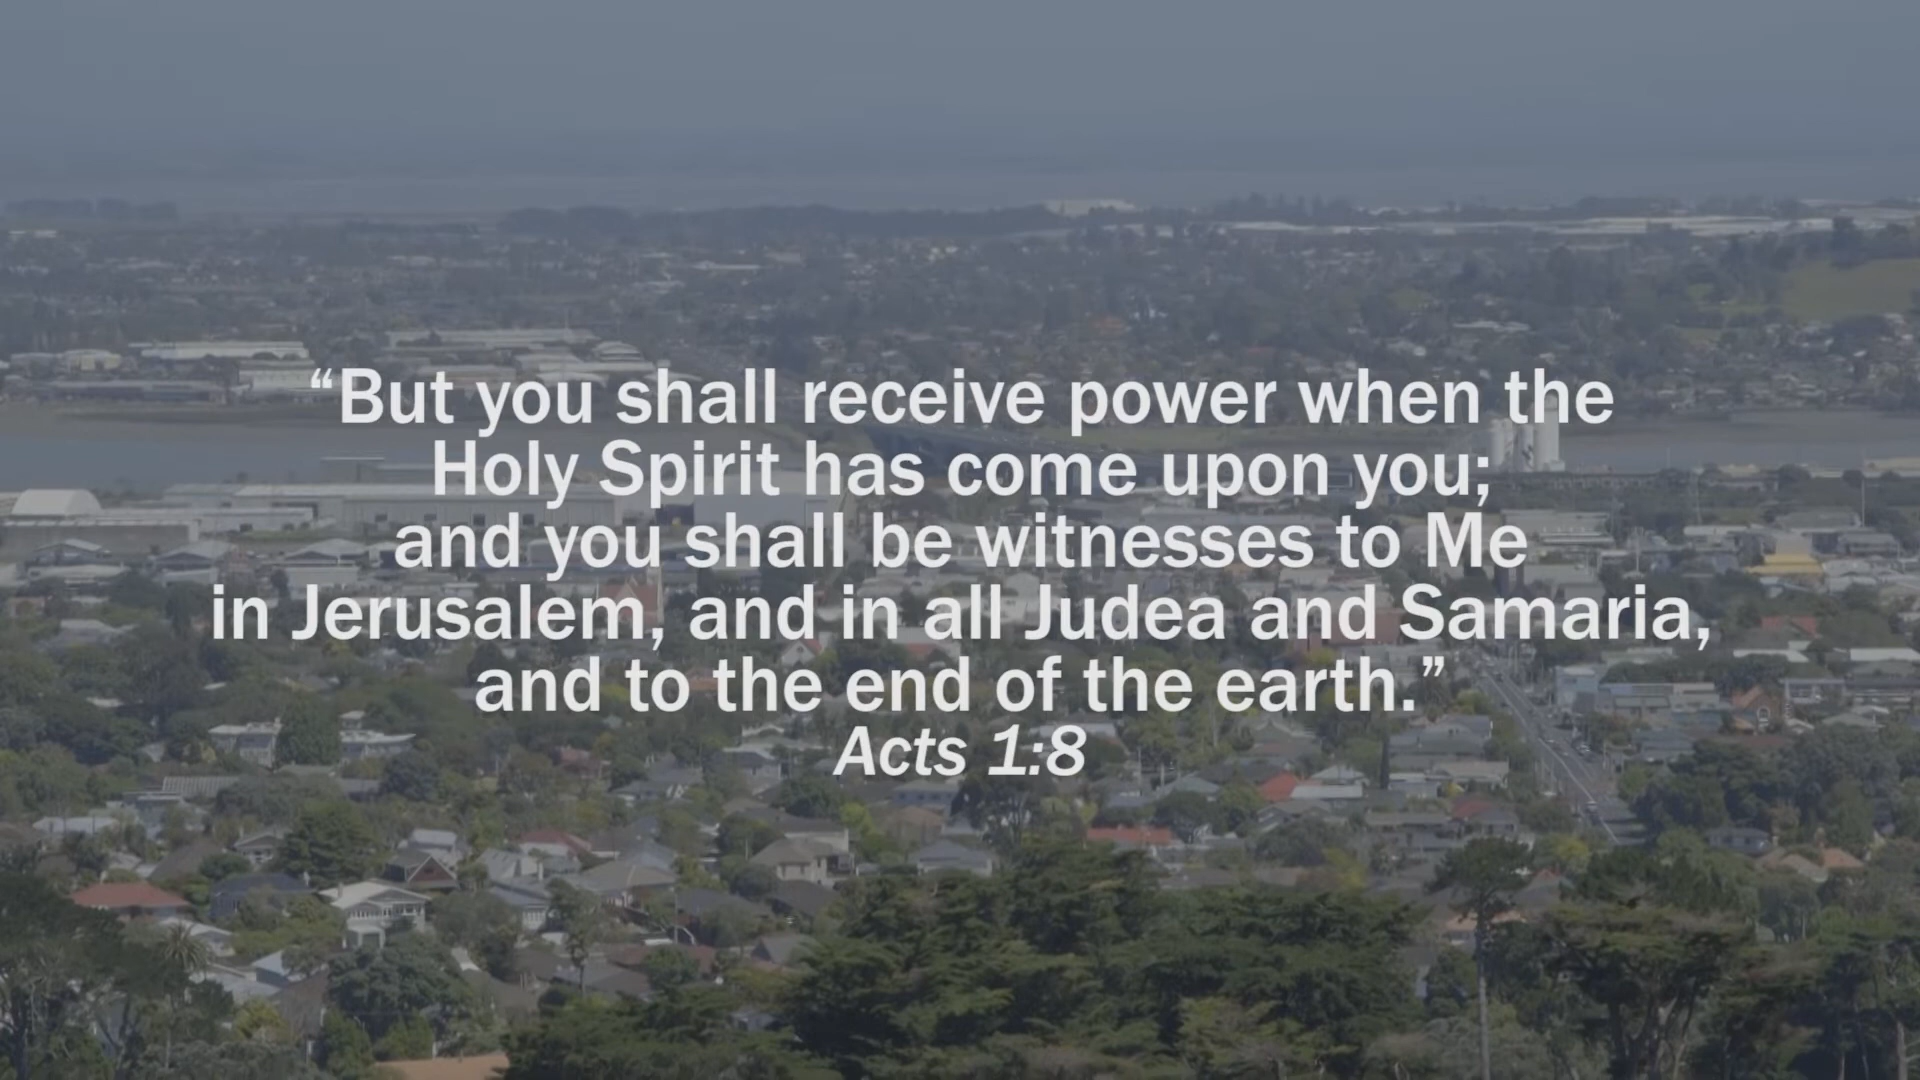 “But you shall receive power when the
Holy Spirit has come upon you;
and you shall be witnesses to Me
in Jerusalem, and in all Judea and Samaria,
and to the end of the earth.”
Acts 1:8